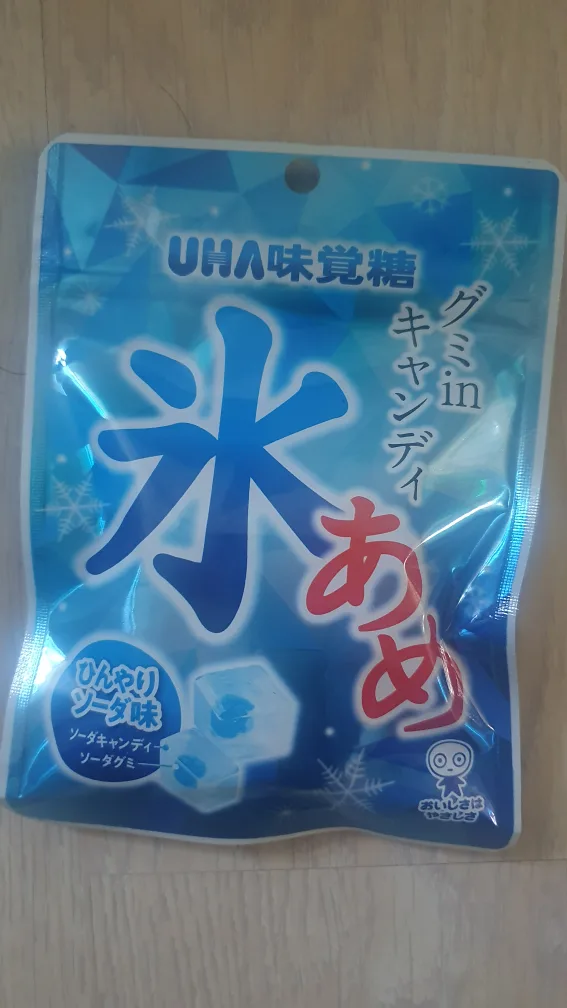 UHA味覚糖
グミin
キャンディ
氷
あめ
ひんやり
ソーダ味
ソーダキャンディ
ソーダグミ
おいしさは
やさしさ